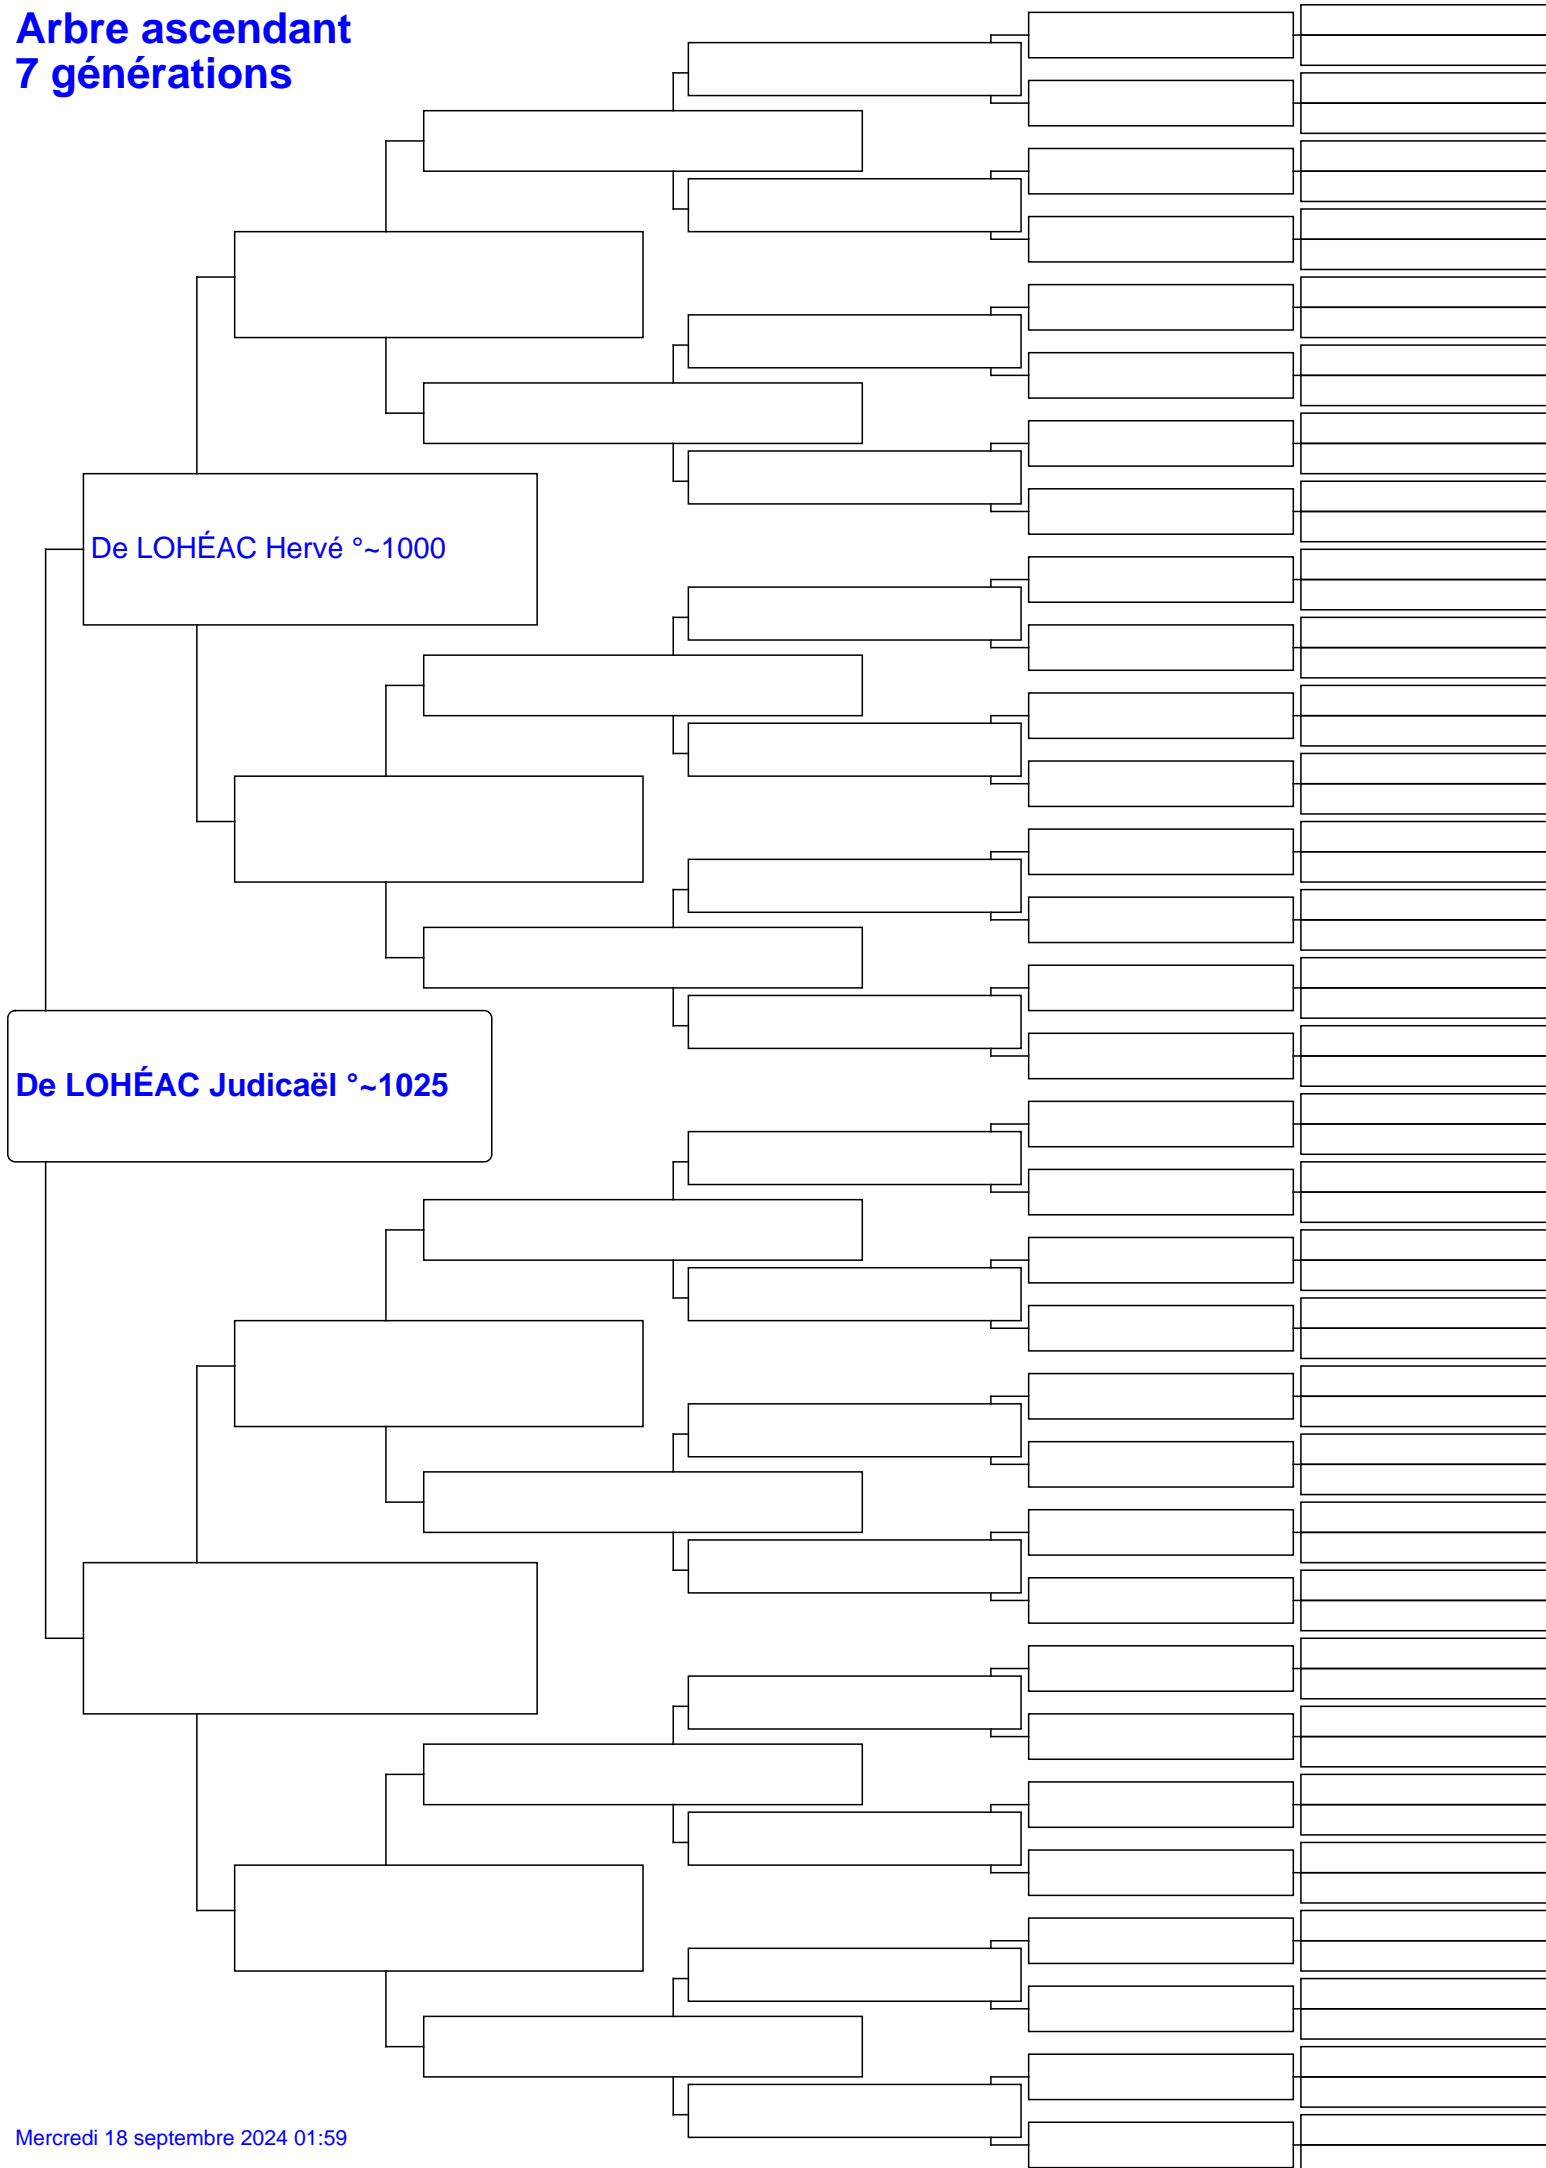 Arbre ascendant
7 générations
De LOHÉAC Hervé °~1000
De LOHÉAC Judicaël °~1025
Mercredi 18 septembre 2024 01:59